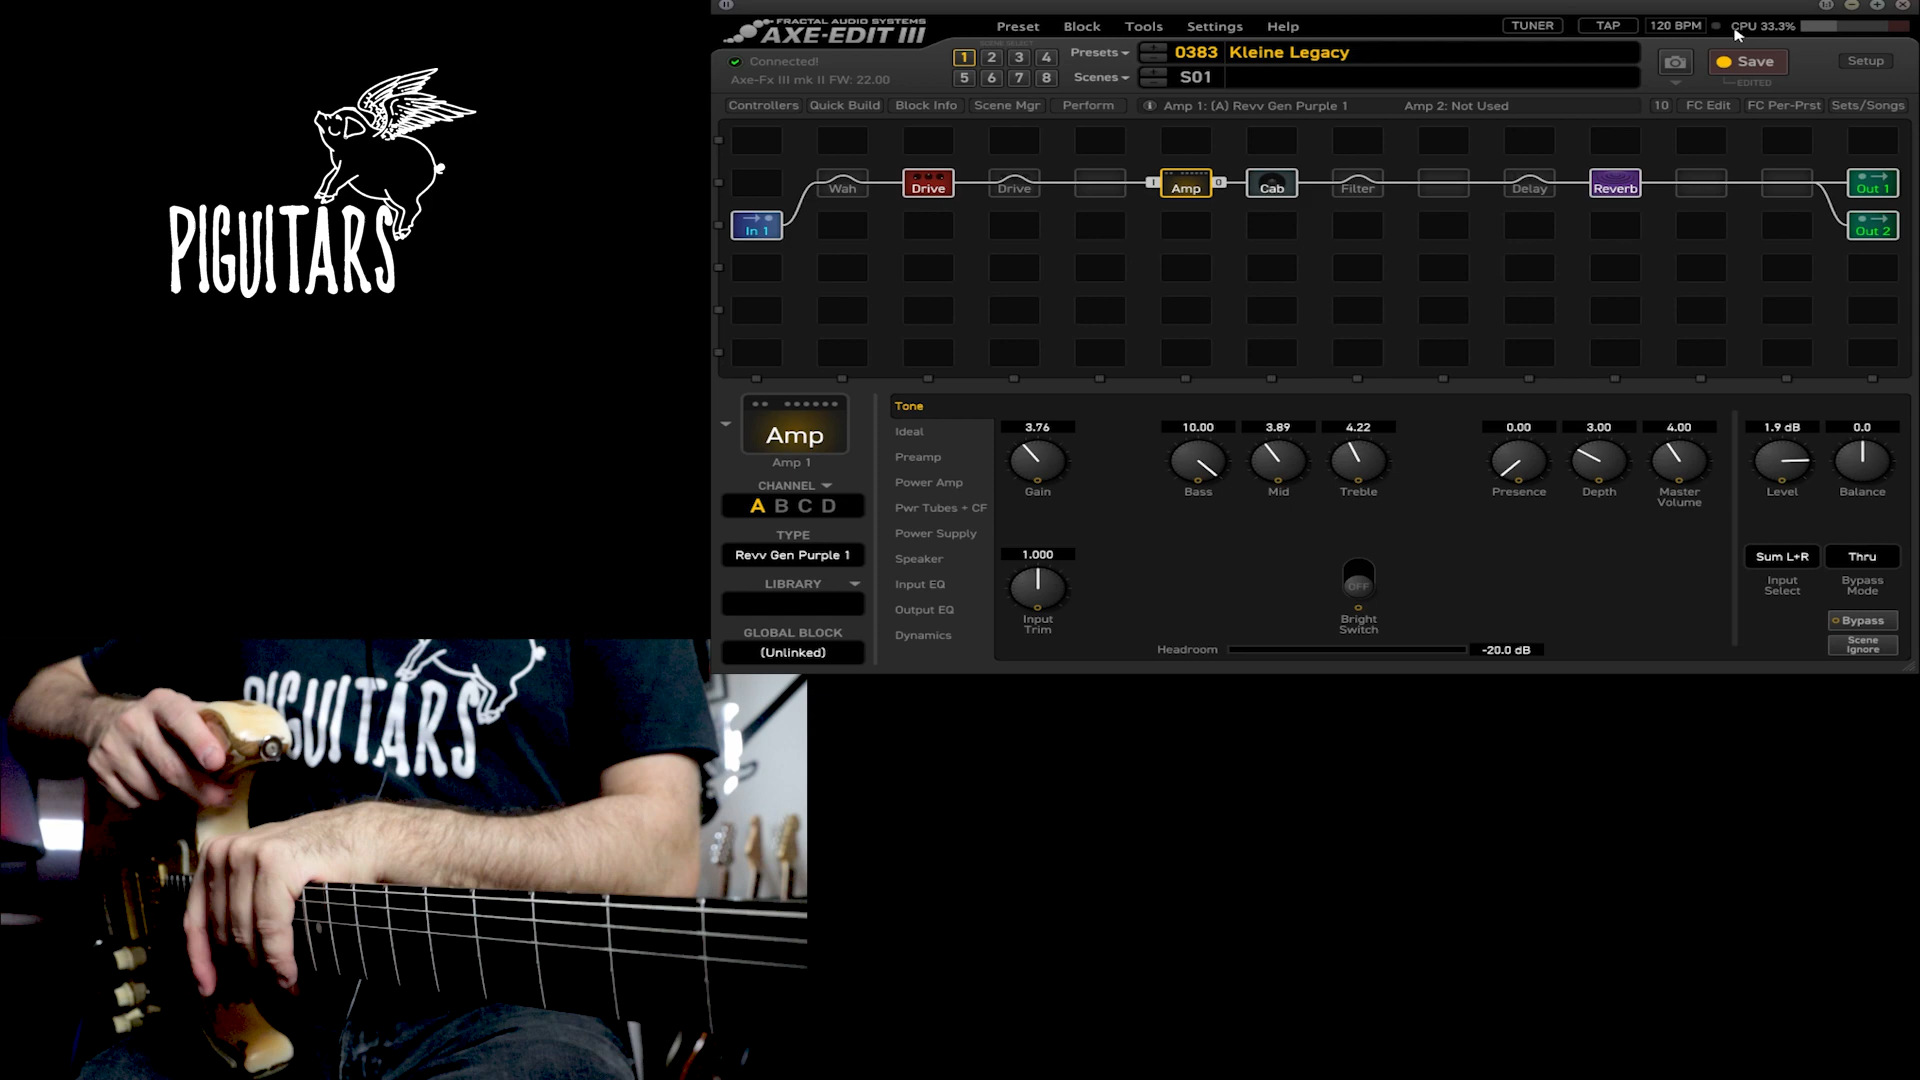 PIGUITARS
FRACTAL AUDIO SYSTEMS
AXE-EDIT III
Preset Block Tools Settings Help
TUNER TAP 120 BPM CPU 33.3%
Connected!
Axe-Fx III mk II FW: 22.00
SCENE SELECT
1 2 3 4
5 6 7 8
Presets 0383 Kleine Legacy
Scenes S01
Save
EDITED
Setup
Controllers Quick Build Block Info Scene Mgr Perform Amp 1: (A) Revv Gen Purple 1 Amp 2: Not Used 10 FC Edit FC Per-Prst Sets/Songs
In 1 Wah Drive Drive Amp Cab Filter Delay Reverb Out 1
Out 2
Amp
Amp 1
CHANNEL
A B C D
TYPE
Revv Gen Purple 1
LIBRARY
GLOBAL BLOCK
(Unlinked)
Tone
Ideal
Preamp
Power Amp
Pwr Tubes + CF
Power Supply
Speaker
Input EQ
Output EQ
Dynamics
3.76 10.00 3.89 4.22 0.00 3.00 4.00 1.9 dB 0.0
Gain Bass Mid Treble Presence Depth Master Volume Level Balance
1.000
Input Trim
OFF
Bright Switch
Sum L+R Thru
Input Select
Bypass Mode
Bypass
Scene Ignore
Headroom -20.0 dB
PIGUITARS